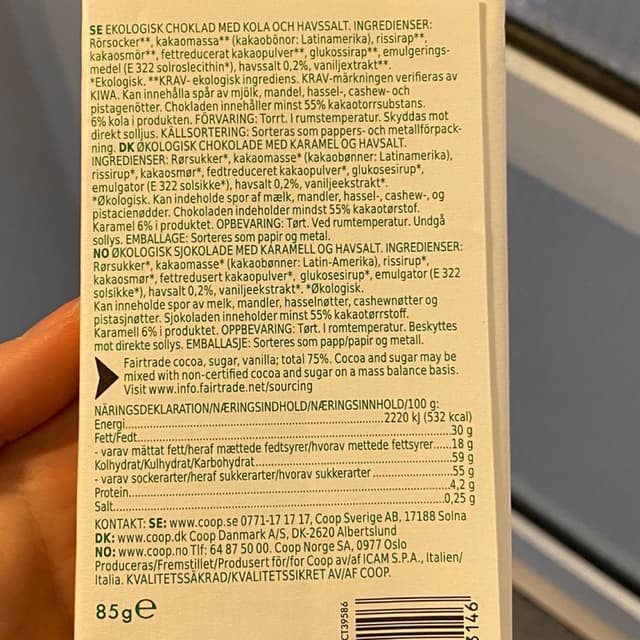 SE EKOLOGISK CHOKLAD MED KOLA OCH HAVSSALT. INGREDIENSER:
Rörsocker**, kakaomassa** (kakaobönor: Latinamerika), rissirap**,
kakaosmör**, fettreducerat kakaopulver**, glukossirap**, emulgerings-
medel (E 322 solroslecithin*), havssalt 0,2%, vaniljextrakt**.
*Ekologisk. **KRAV- ekologisk ingrediens. KRAV-märkningen verifieras av
KIWA. Kan innehålla spår av mjölk, mandel, hassel-, cashew- och
pistagenötter. Chokladen innehåller minst 55% kakaotorrsubstans.
6% kola i produkten. FÖRVARING: Torrt. I rumstemperatur. Skyddas mot
direkt solljus. KÄLLSORTERING: Sorteras som pappers- och metallförpack-
ning. DK ØKOLOGISK CHOKOLADE MED KARAMEL OG HAVSALT.
INGREDIENSER: Rørsukker*, kakaomasse* (kakaobønner: Latinamerika),
rissirup*, kakaosmør*, fedtreduceret kakaopulver*, glukosesirup*,
emulgator (E 322 solsikke*), havsalt 0,2%, vaniljeekstrakt*.
*Økologisk. Kan indeholde spor af mælk, mandler, hassel-, cashew-, og
pistacienødder. Chokoladen indeholder mindst 55% kakaotørstof.
Karamel 6% i produktet. OPBEVARING: Tørt. Ved rumtemperatur. Undgå
sollys. EMBALLAGE: Sorteres som papir og metal.
NO ØKOLOGISK SJOKOLADE MED KARAMELL OG HAVSALT. INGREDIENSER:
Rørsukker*, kakaomasse* (kakaobønner: Latin-Amerika), rissirup*,
kakaosmør*, fettredusert kakaopulver*, glukosesirup*, emulgator (E 322
solsikke*), havsalt 0,2%, vaniljeekstrakt*. *Økologisk.
Kan inneholde spor av melk, mandler, hasselnøtter, cashewnøtter og
pistasjnøtter. Sjokoladen inneholder minst 55% kakaotørrstoff.
Karamell 6% i produktet. OPPBEVARING: Tørt. I romtemperatur. Beskyttes
mot direkte sollys. EMBALLASJE: Sorteres som papp/papir og metall.
Fairtrade cocoa, sugar, vanilla; total 75%. Cocoa and sugar may be
mixed with non-certified cocoa and sugar on a mass balance basis.
Visit www.info.fairtrade.net/sourcing
NÄRINGSDEKLARATION/NÆRINGSINDHOLD/NÆRINGSINNHOLD/100 g:
Energi......2220 kJ (532 kcal)
Fett/Fedt......30 g
- varav mättat fett/heraf mættede fedtsyrer/hvorav mettede fettsyrer......18 g
Kolhydrat/Kulhydrat/Karbohydrat......59 g
- varav sockerarter/heraf sukkerarter/hvorav sukkerarter......55 g
Protein......4,2 g
Salt......0,25 g
KONTAKT: SE: www.coop.se 0771-17 17 17, Coop Sverige AB, 17188 Solna
DK: www.coop.dk Coop Danmark A/S, DK-2620 Albertslund
NO: www.coop.no Tlf: 64 87 50 00. Coop Norge SA, 0977 Oslo
Produceras/Fremstillet/Produsert för/for Coop av/af ICAM S.P.A., Italien/
Italia. KVALITETSSÄKRAD/KVALITETSSIKRET AV/AF COOP.
85g℮
CT39586
3146